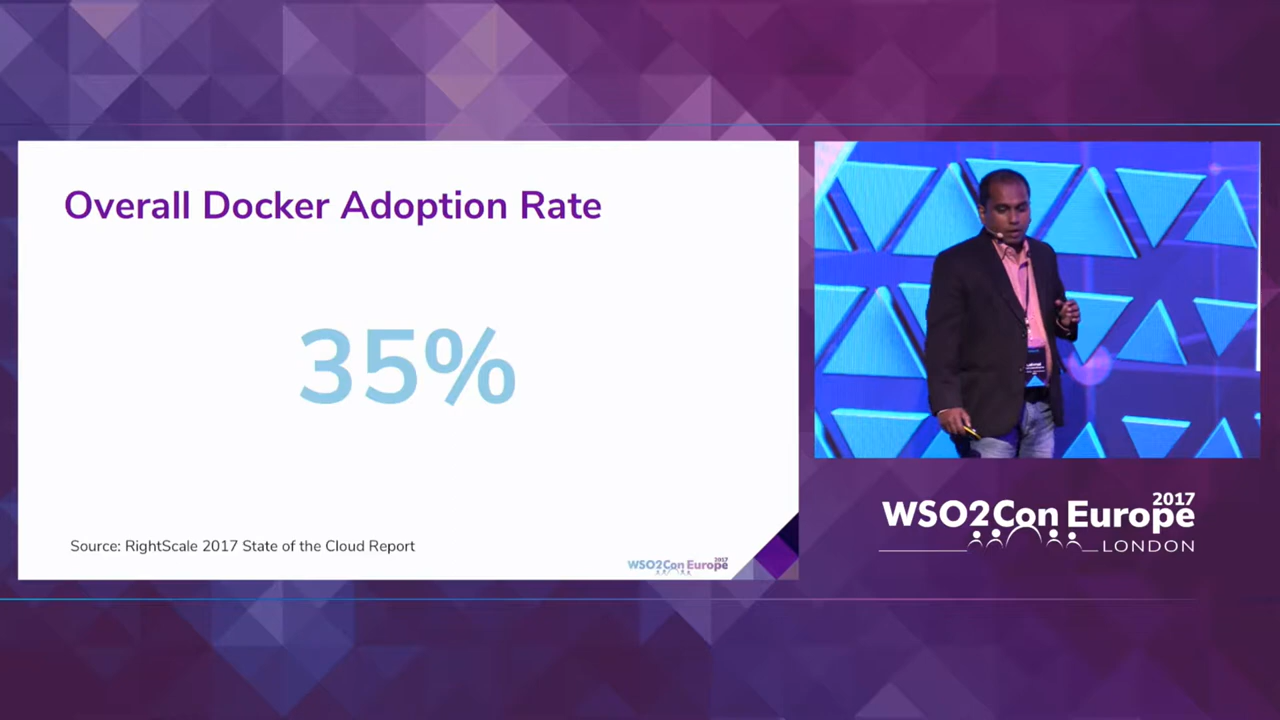 Overall Docker Adoption Rate
35%
Source: RightScale 2017 State of the Cloud Report
WSO2Con Europe 2017
2017
WSO2Con Europe
LONDON